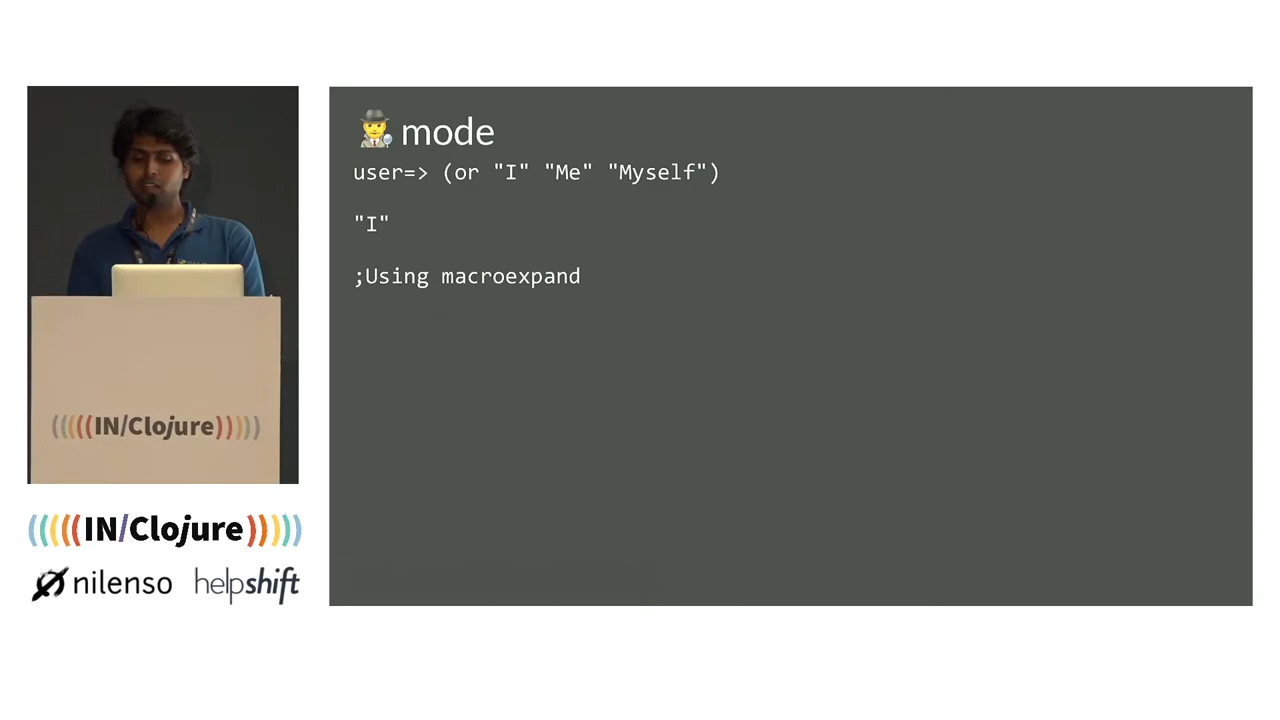 mode
user=> (or "I" "Me" "Myself")
"I"
;Using macroexpand
(((((IN/Clojure)))))
(((((IN/Clojure)))))
nilenso helpshift